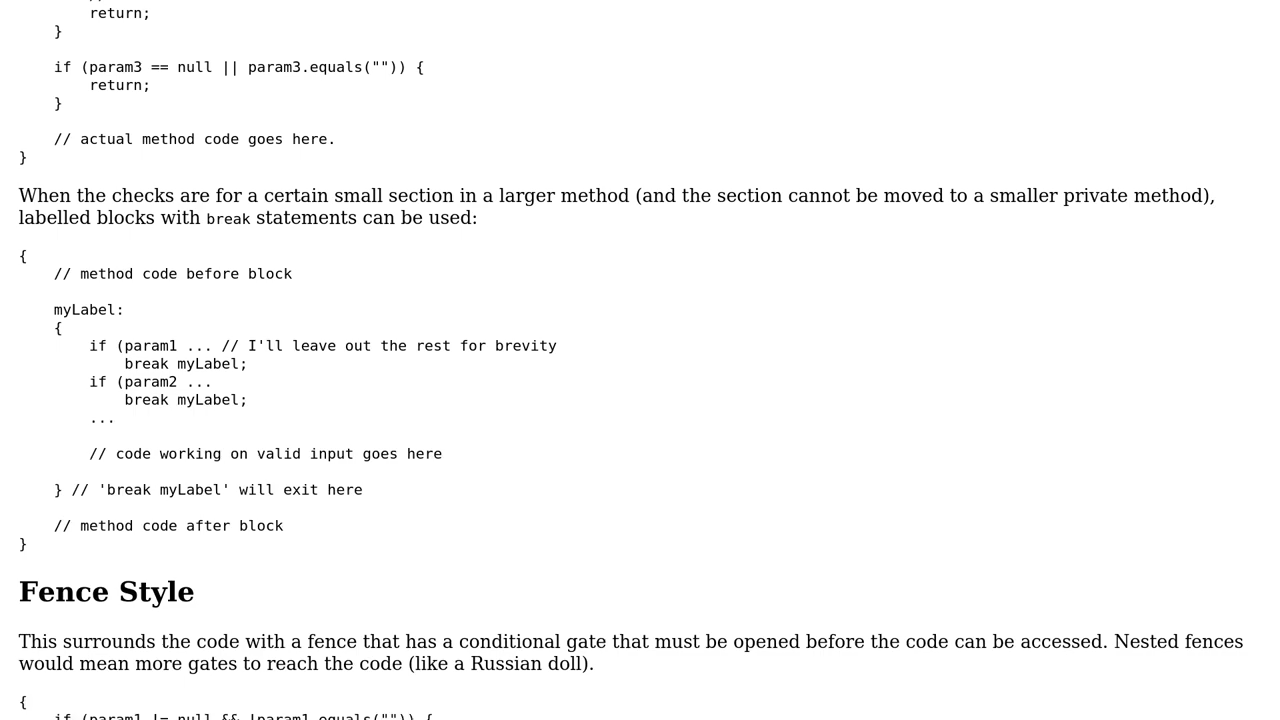 return;
    }

    if (param3 == null || param3.equals("")) {
        return;
    }

    // actual method code goes here.
}
When the checks are for a certain small section in a larger method (and the section cannot be moved to a smaller private method),
labelled blocks with break statements can be used:
{
    // method code before block

    myLabel:
    {
        if (param1 ... // I'll leave out the rest for brevity
            break myLabel;
        if (param2 ...
            break myLabel;
        ...

        // code working on valid input goes here

    } // 'break myLabel' will exit here

    // method code after block
}
Fence Style
This surrounds the code with a fence that has a conditional gate that must be opened before the code can be accessed. Nested fences
would mean more gates to reach the code (like a Russian doll).
{
    if (param1 != null && !param1.equals("")) {